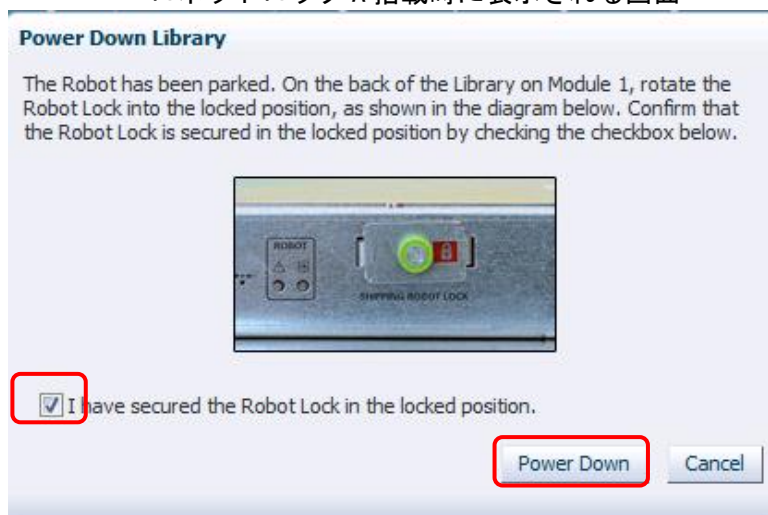 Power Down Library
The Robot has been parked. On the back of the Library on Module 1, rotate the
Robot Lock into the locked position, as shown in the diagram below. Confirm that
the Robot Lock is secured in the locked position by checking the checkbox below.
ROBOT
SHIPPING ROBOT LOCK
I have secured the Robot Lock in the locked position.
Power Down Cancel